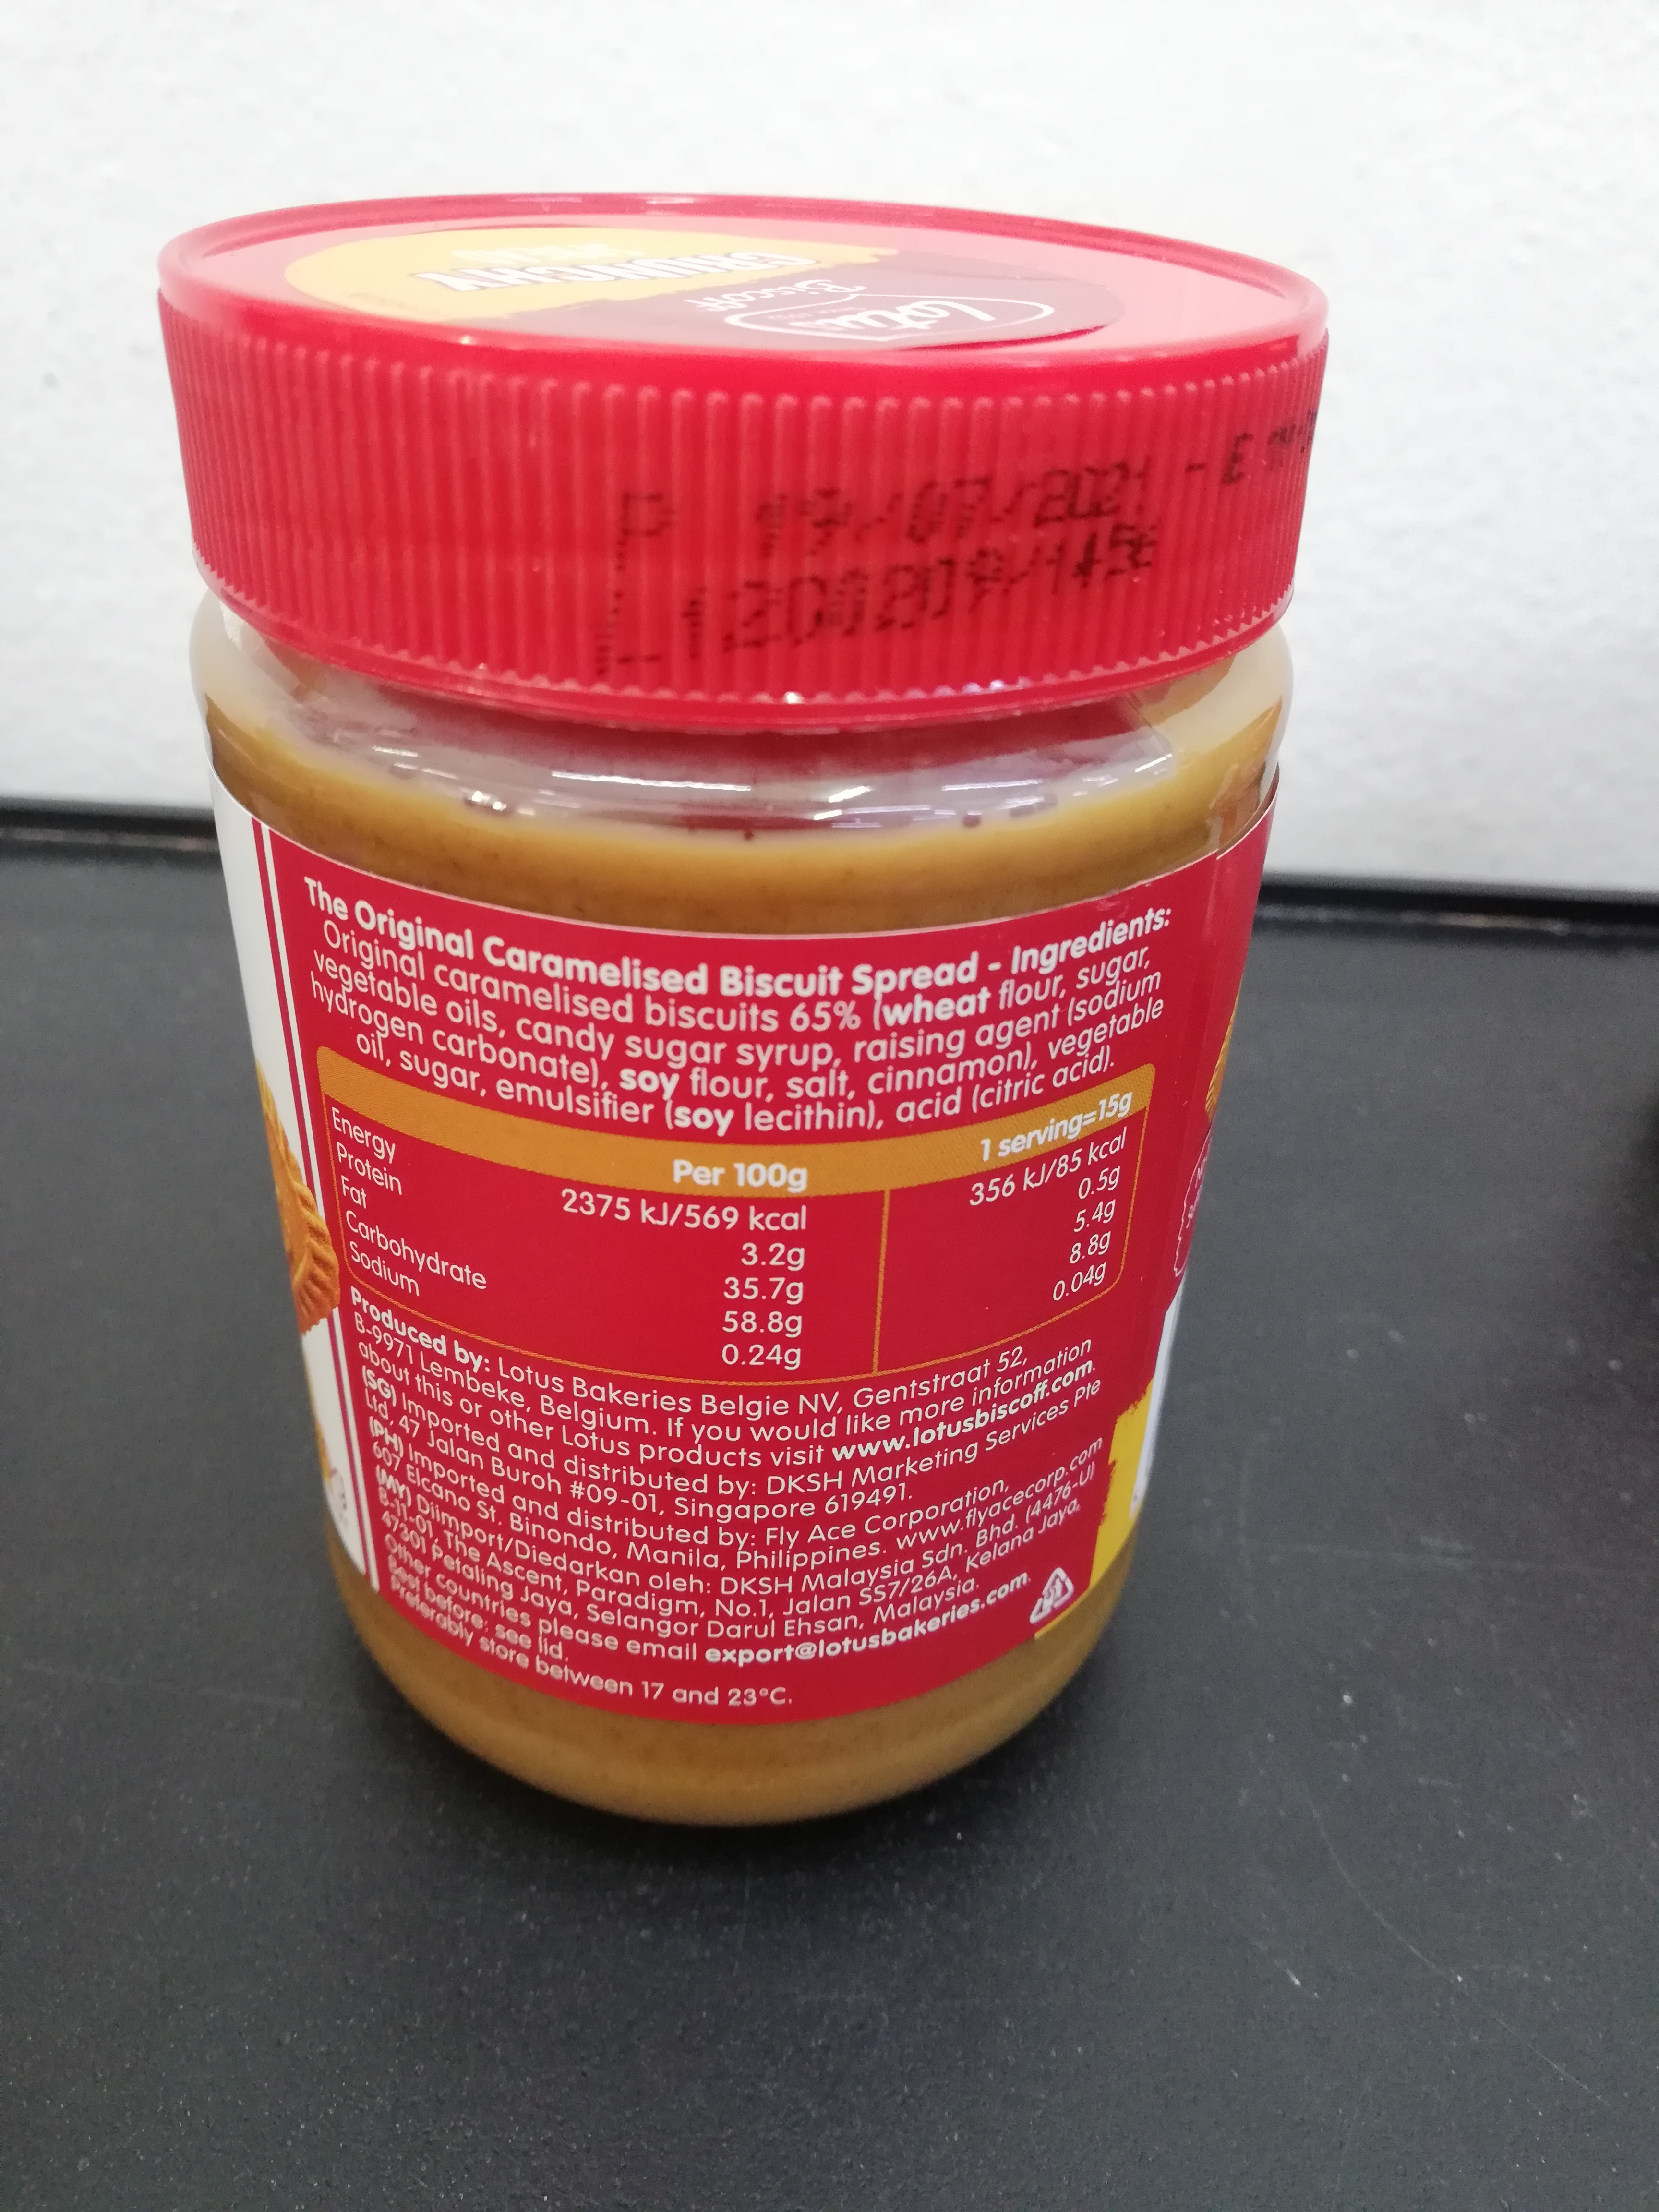 Lotus
Biscoff
CRUNCHY
SPREAD
19/07/2021 - E
The Original Caramelised Biscuit Spread - Ingredients:
Original caramelised biscuits 65% (wheat flour, sugar,
vegetable oils, candy sugar syrup, raising agent (sodium
hydrogen carbonate), soy flour, salt, cinnamon), vegetable
oil, sugar, emulsifier (soy lecithin), acid (citric acid).
Per 100g 1 serving=15g
Energy 2375 kJ/569 kcal 356 kJ/85 kcal
Protein 3.2g 0.5g
Fat 35.7g 5.4g
Carbohydrate 58.8g 8.8g
Sodium 0.24g 0.04g
Produced by: Lotus Bakeries Belgie NV, Gentstraat 52,
B-9971 Lembeke, Belgium. If you would like more information
about this or other Lotus products visit www.lotusbiscoff.com.
(SG) Imported and distributed by: DKSH Marketing Services Pte
Ltd, 47 Jalan Buroh #09-01, Singapore 619491.
(PH) Imported and distributed by: Fly Ace Corporation,
607 Elcano St. Binondo, Manila, Philippines. www.flyacecorp.com
(MY) Diimport/Diedarkan oleh: DKSH Malaysia Sdn. Bhd. (4476-U)
B-11-01, The Ascent, Paradigm, No.1, Jalan SS7/26A, Kelana Jaya,
47301 Petaling Jaya, Selangor Darul Ehsan, Malaysia.
Other countries please email export@lotusbakeries.com.
Best before: see lid.
Preferably store between 17 and 23°C.